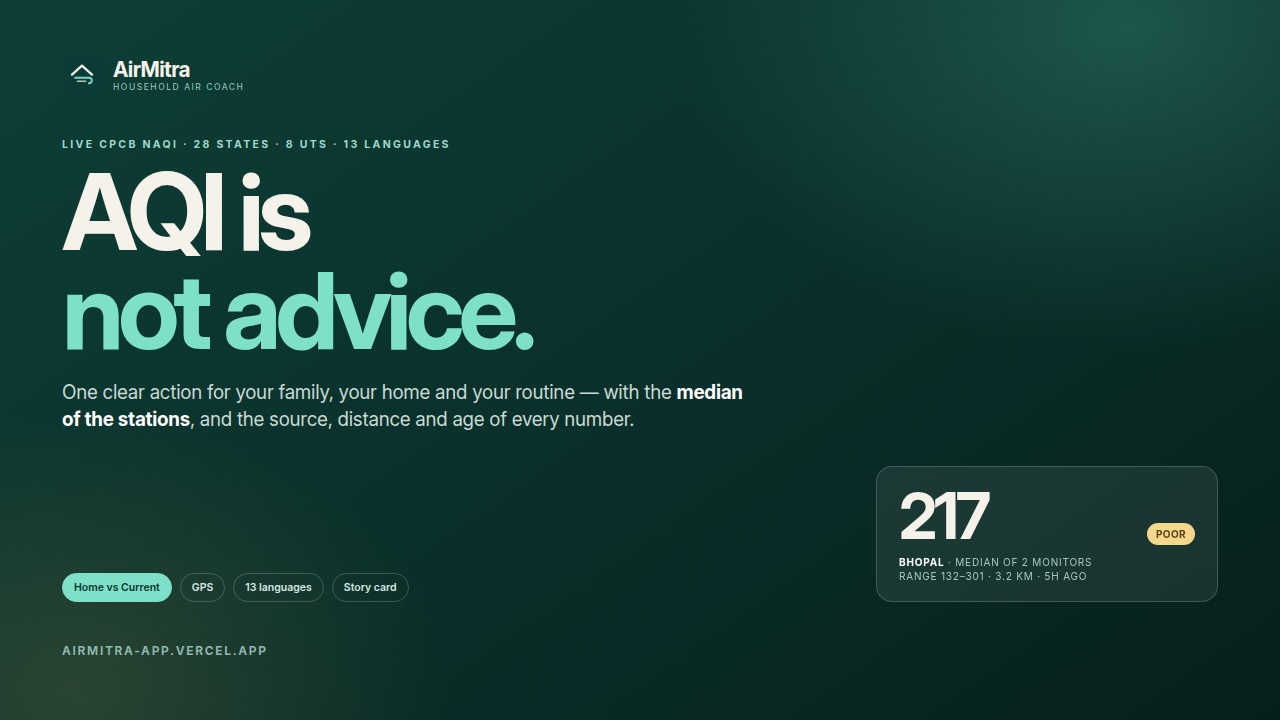 AirMitra
HOUSEHOLD AIR COACH
LIVE CPCB NAQI · 28 STATES · 8 UTS · 13 LANGUAGES
AQI is
not advice.
One clear action for your family, your home and your routine — with the median
of the stations, and the source, distance and age of every number.
217
POOR
BHOPAL · MEDIAN OF 2 MONITORS
RANGE 132–301 · 3.2 KM · 5H AGO
Home vs Current
GPS
13 languages
Story card
AIRMITRA-APP.VERCEL.APP